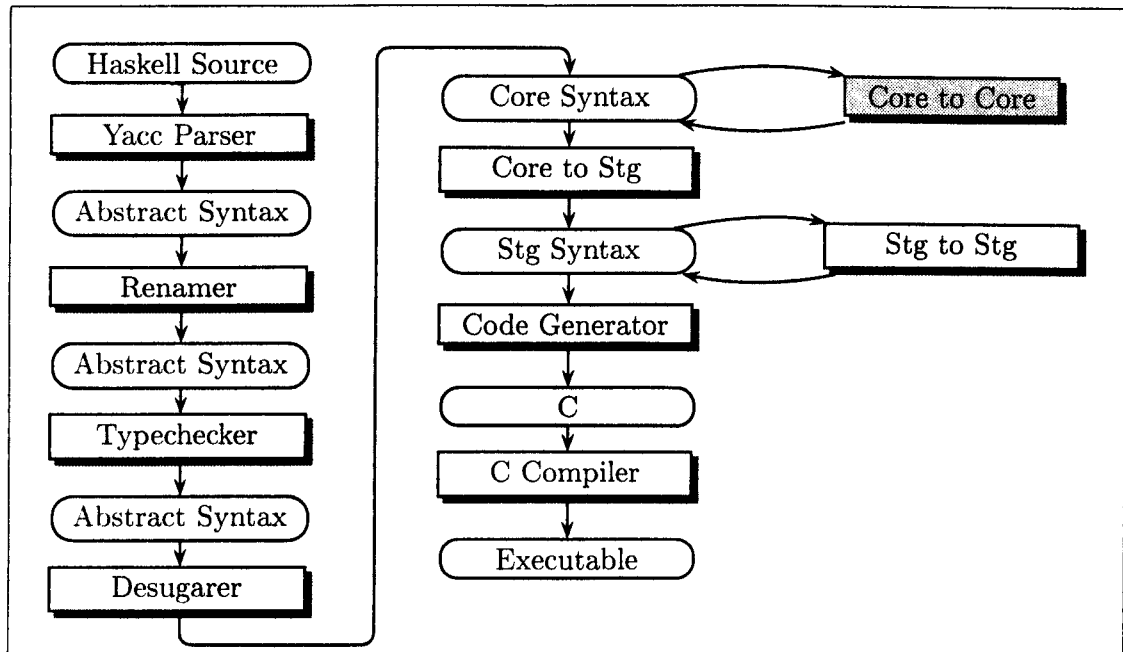 Haskell Source
Yacc Parser
Abstract Syntax
Renamer
Abstract Syntax
Typechecker
Abstract Syntax
Desugarer
Core Syntax
Core to Core
Core to Stg
Stg Syntax
Stg to Stg
Code Generator
C
C Compiler
Executable